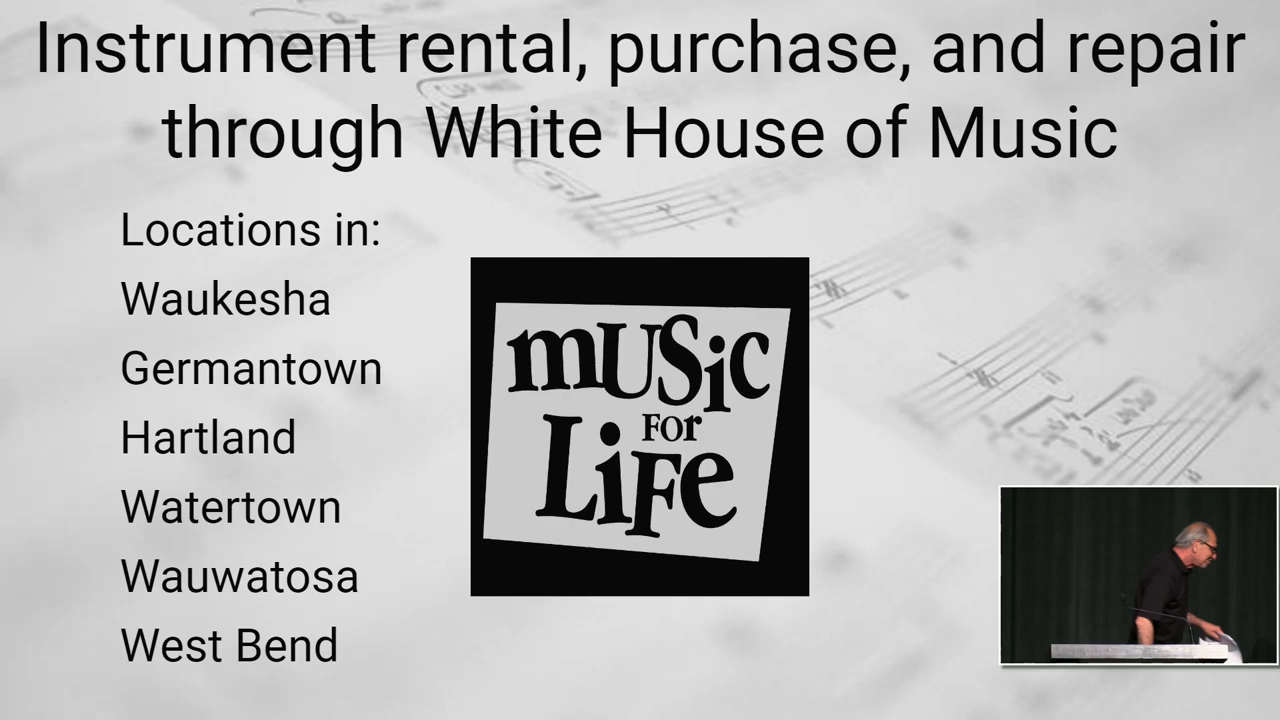 Instrument rental, purchase, and repair
through White House of Music
Locations in:
Waukesha
Germantown
Hartland
Watertown
Wauwatosa
West Bend
mUSic
FOr
LiFe